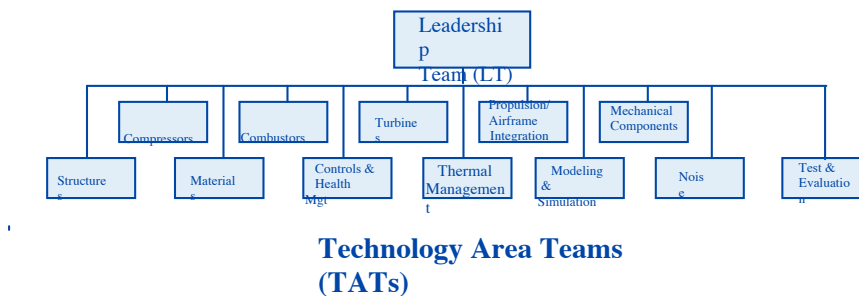 Leadershi
p
Team (LT)
Compressors
Combustors
Turbine
s
Propulsion/
Airframe
Integration
Mechanical
Components
Structure
s
Material
s
Controls &
Health
Mgt
Thermal
Managemen
t
Modeling
&
Simulation
Nois
e
Test &
Evaluatio
n
Technology Area Teams
(TATs)